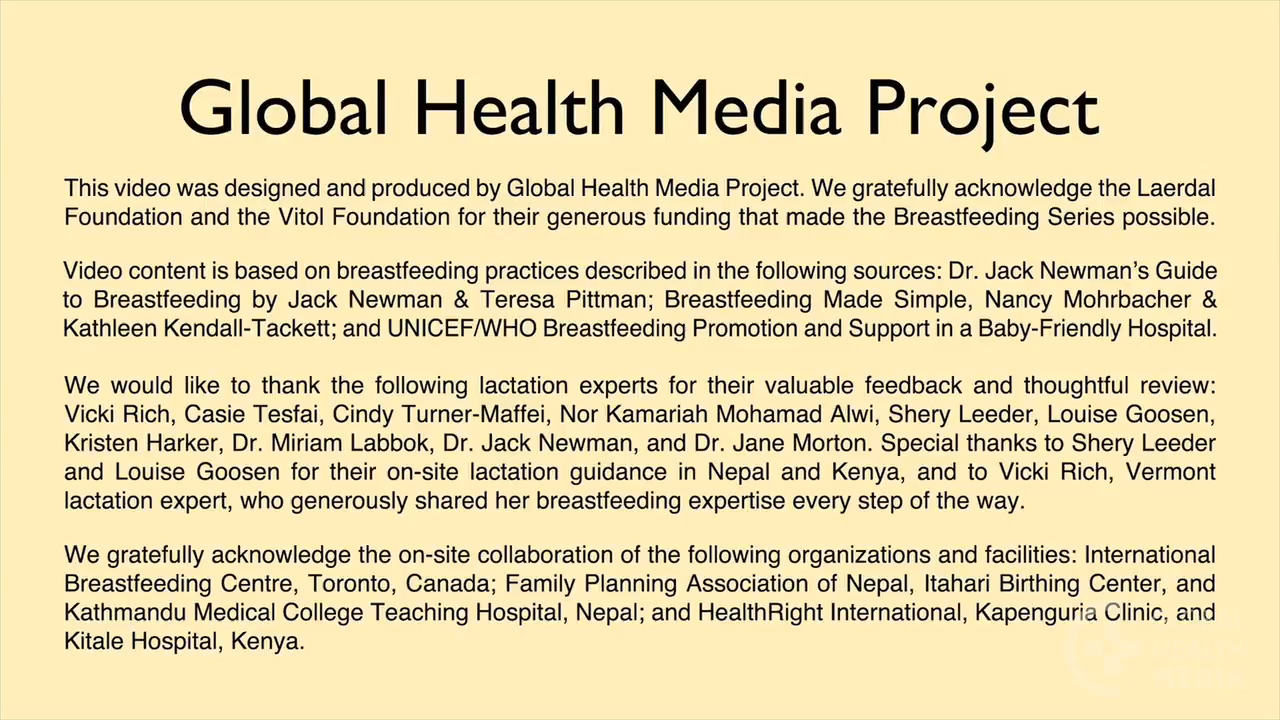 Global Health Media Project
This video was designed and produced by Global Health Media Project. We gratefully acknowledge the Laerdal
Foundation and the Vitol Foundation for their generous funding that made the Breastfeeding Series possible.
Video content is based on breastfeeding practices described in the following sources: Dr. Jack Newman's Guide
to Breastfeeding by Jack Newman & Teresa Pittman; Breastfeeding Made Simple, Nancy Mohrbacher &
Kathleen Kendall-Tackett; and UNICEF/WHO Breastfeeding Promotion and Support in a Baby-Friendly Hospital.
We would like to thank the following lactation experts for their valuable feedback and thoughtful review:
Vicki Rich, Casie Tesfai, Cindy Turner-Maffei, Nor Kamariah Mohamad Alwi, Shery Leeder, Louise Goosen,
Kristen Harker, Dr. Miriam Labbok, Dr. Jack Newman, and Dr. Jane Morton. Special thanks to Shery Leeder
and Louise Goosen for their on-site lactation guidance in Nepal and Kenya, and to Vicki Rich, Vermont
lactation expert, who generously shared her breastfeeding expertise every step of the way.
We gratefully acknowledge the on-site collaboration of the following organizations and facilities: International
Breastfeeding Centre, Toronto, Canada; Family Planning Association of Nepal, Itahari Birthing Center, and
Kathmandu Medical College Teaching Hospital, Nepal; and HealthRight International, Kapenguria Clinic, and
Kitale Hospital, Kenya.
HEALTH
MEDIA